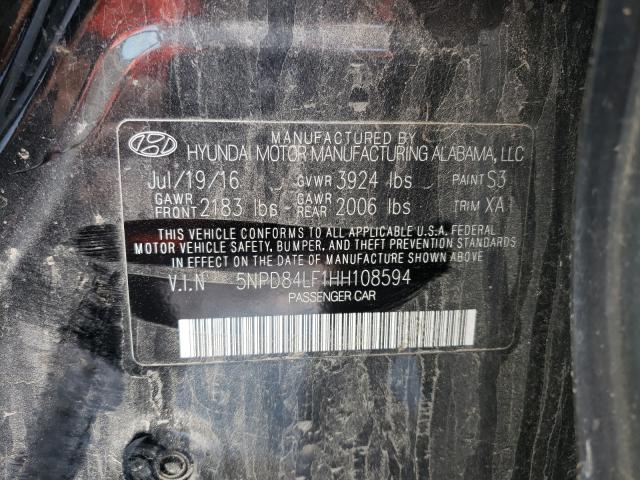 MANUFACTURED BY
HYUNDAI MOTOR MANUFACTURING ALABAMA, LLC
Jul/19/16 GVWR 3924 lbs PAINT S3
GAWR FRONT 2183 lbs GAWR REAR 2006 lbs TRIM XA
THIS VEHICLE CONFORMS TO ALL APPLICABLE U.S.A. FEDERAL
MOTOR VEHICLE SAFETY, BUMPER, AND THEFT PREVENTION STANDARDS
IN EFFECT ON THE DATE OF MANUFACTURE SHOWN ABOVE
V.I.N 5NPD84LF1HH108594
PASSENGER CAR